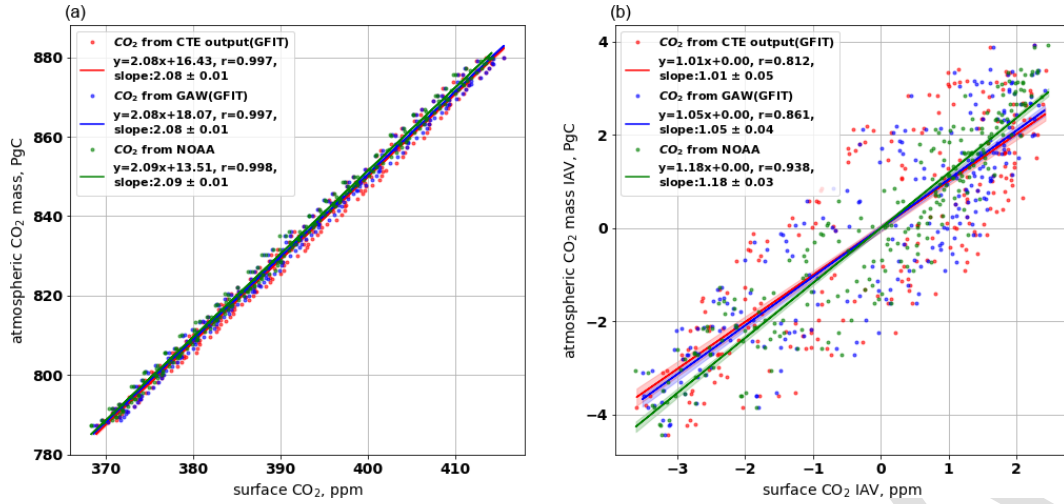 (a)
CO2 from CTE output(GFIT)
y=2.08x+16.43, r=0.997,
slope:2.08 ± 0.01
CO2 from GAW(GFIT)
y=2.08x+18.07, r=0.997,
slope:2.08 ± 0.01
CO2 from NOAA
y=2.09x+13.51, r=0.998,
slope:2.09 ± 0.01
atmospheric CO2 mass, PgC
880
860
840
820
800
780
370
380
390
400
410
surface CO2, ppm
(b)
CO2 from CTE output(GFIT)
y=1.01x+0.00, r=0.812,
slope:1.01 ± 0.05
CO2 from GAW(GFIT)
y=1.05x+0.00, r=0.861,
slope:1.05 ± 0.04
CO2 from NOAA
y=1.18x+0.00, r=0.938,
slope:1.18 ± 0.03
atmospheric CO2 mass IAV, PgC
4
2
0
−2
−4
−3
−2
−1
0
1
2
surface CO2 IAV, ppm